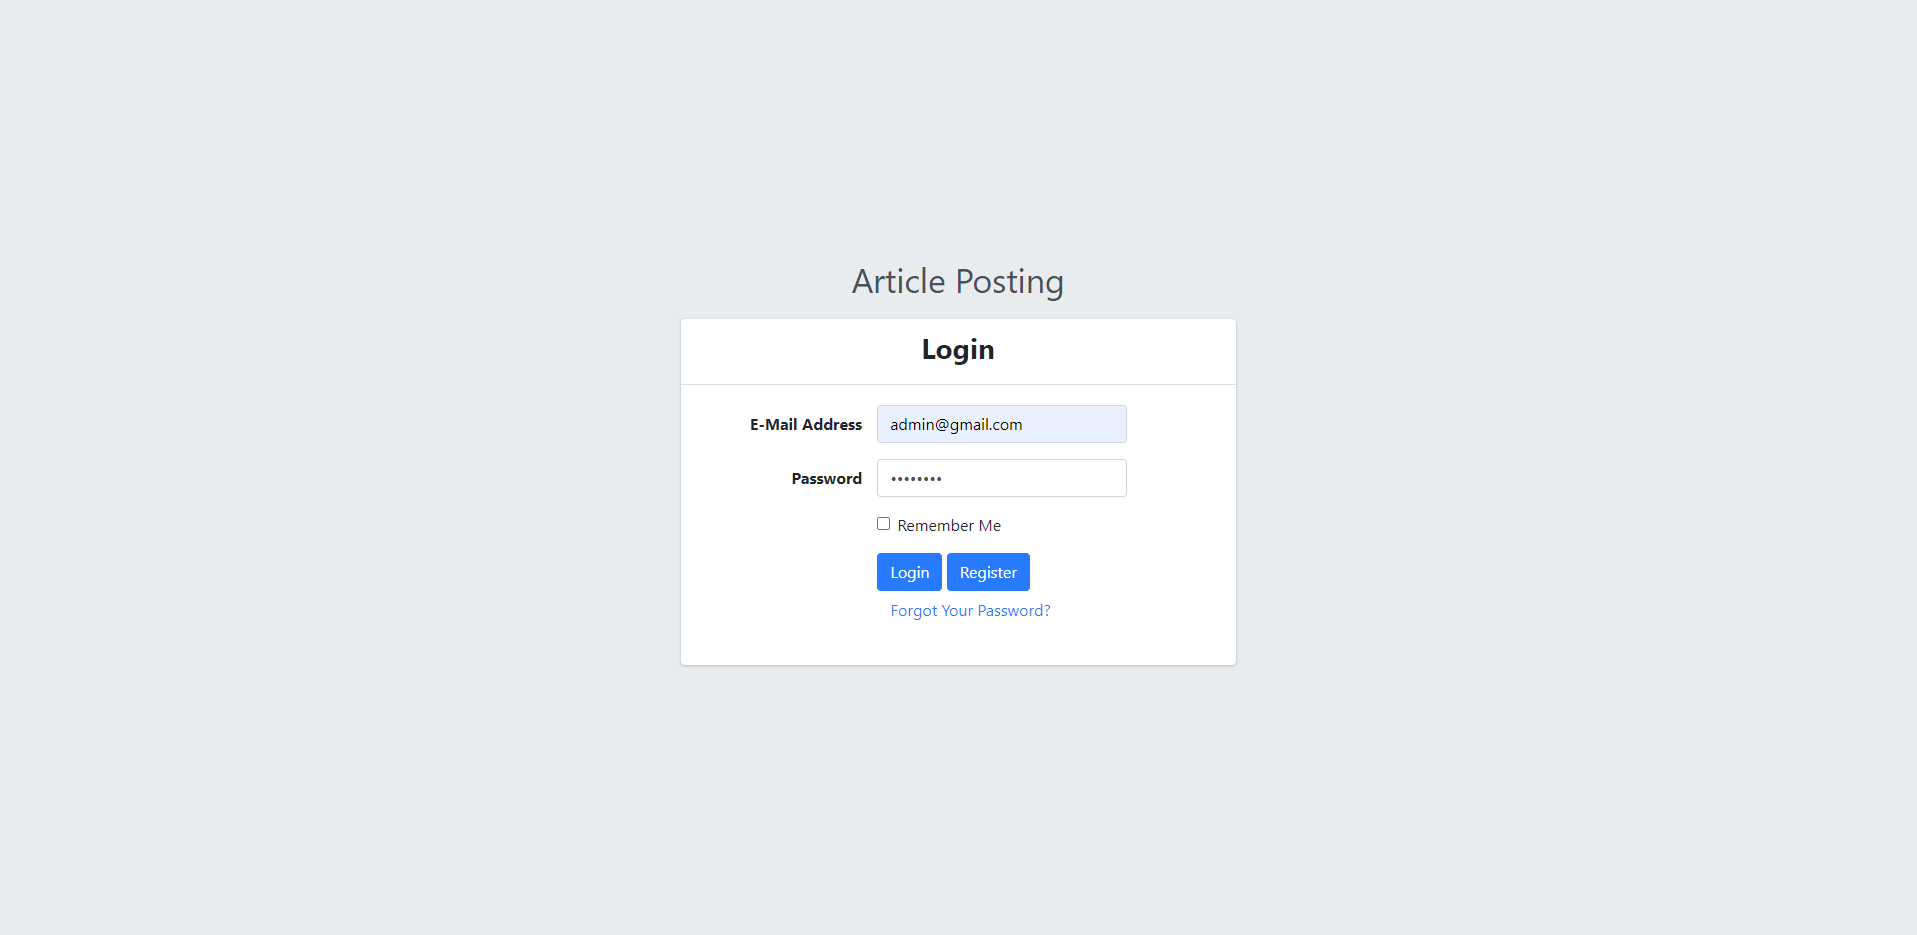 Article Posting
Login
E-Mail Address admin@gmail.com
Password ••••••••
Remember Me
Login Register
Forgot Your Password?